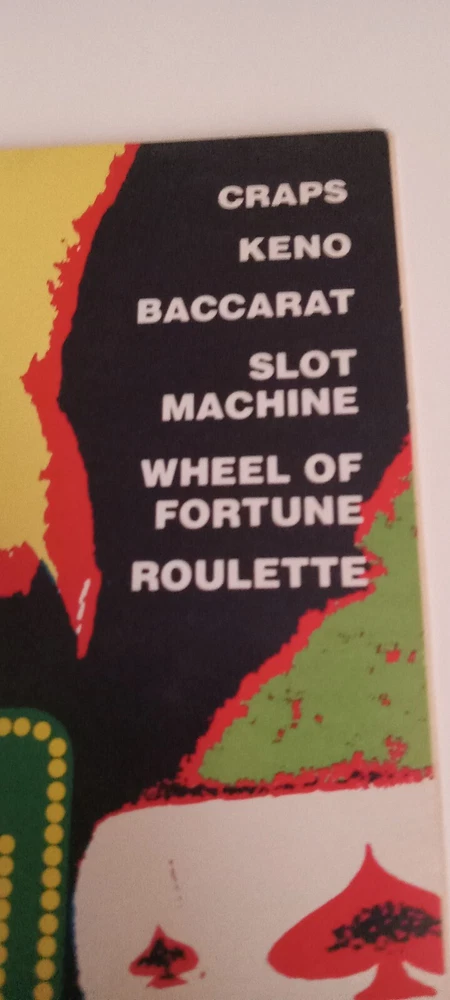 CRAPS
KENO
BACCARAT
SLOT
MACHINE
WHEEL OF
FORTUNE
ROULETTE